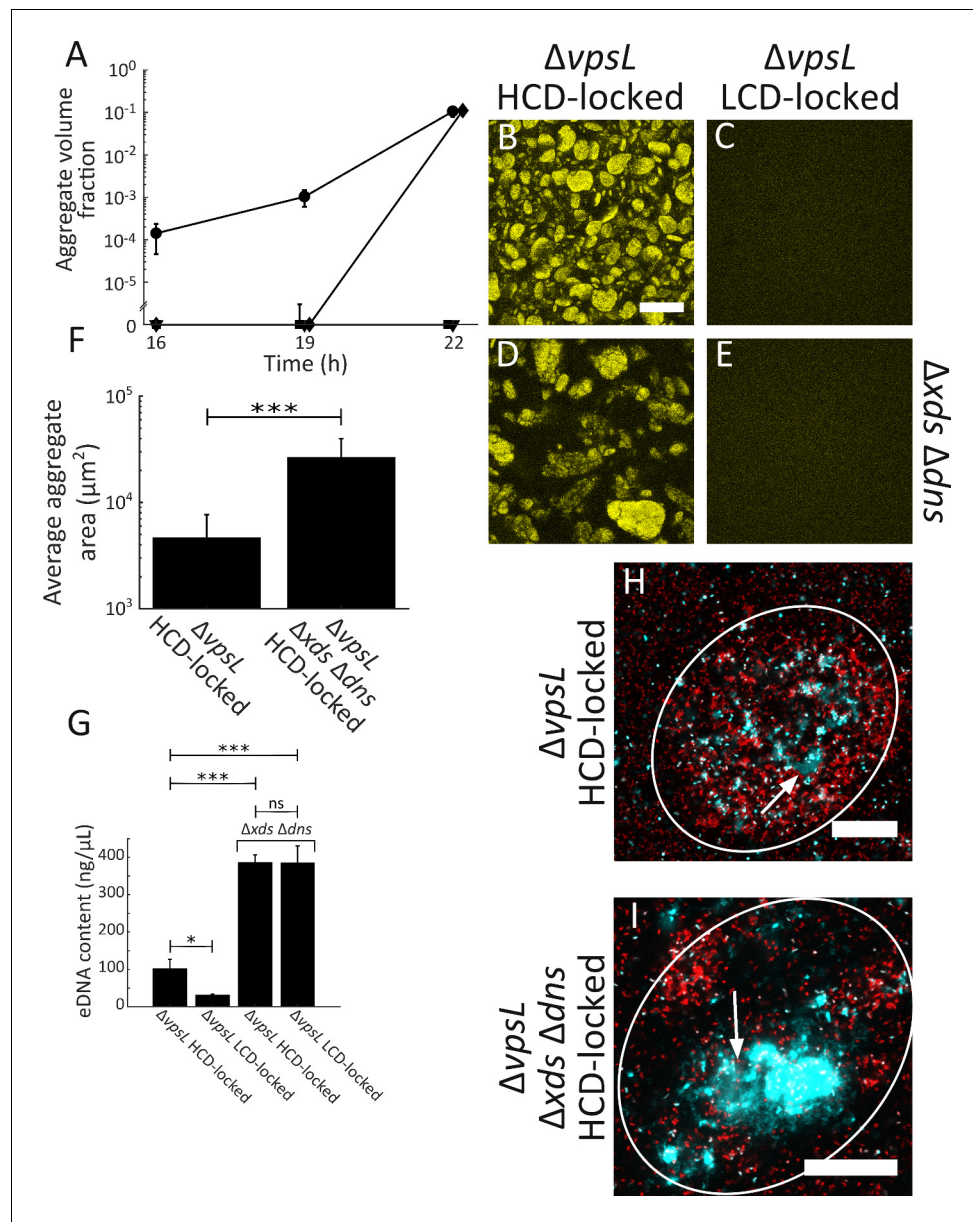 A
Aggregate volume
fraction
10⁰
10⁻¹
10⁻²
10⁻³
10⁻⁴
10⁻⁵
0
16
19
22
Time (h)
ΔvpsL
HCD-locked
ΔvpsL
LCD-locked
B
C
D
E
Δxds Δdns
F
Average aggregate
area (μm²)
10⁵
10⁴
10³
***
ΔvpsL
HCD-locked
ΔvpsL
Δxds Δdns
HCD-locked
G
eDNA content (ng/μL)
400
300
200
100
0
***
***
ns
Δxds Δdns
*
ΔvpsL HCD-locked
ΔvpsL LCD-locked
ΔvpsL HCD-locked
ΔvpsL LCD-locked
H
ΔvpsL
HCD-locked
I
ΔvpsL
Δxds Δdns
HCD-locked